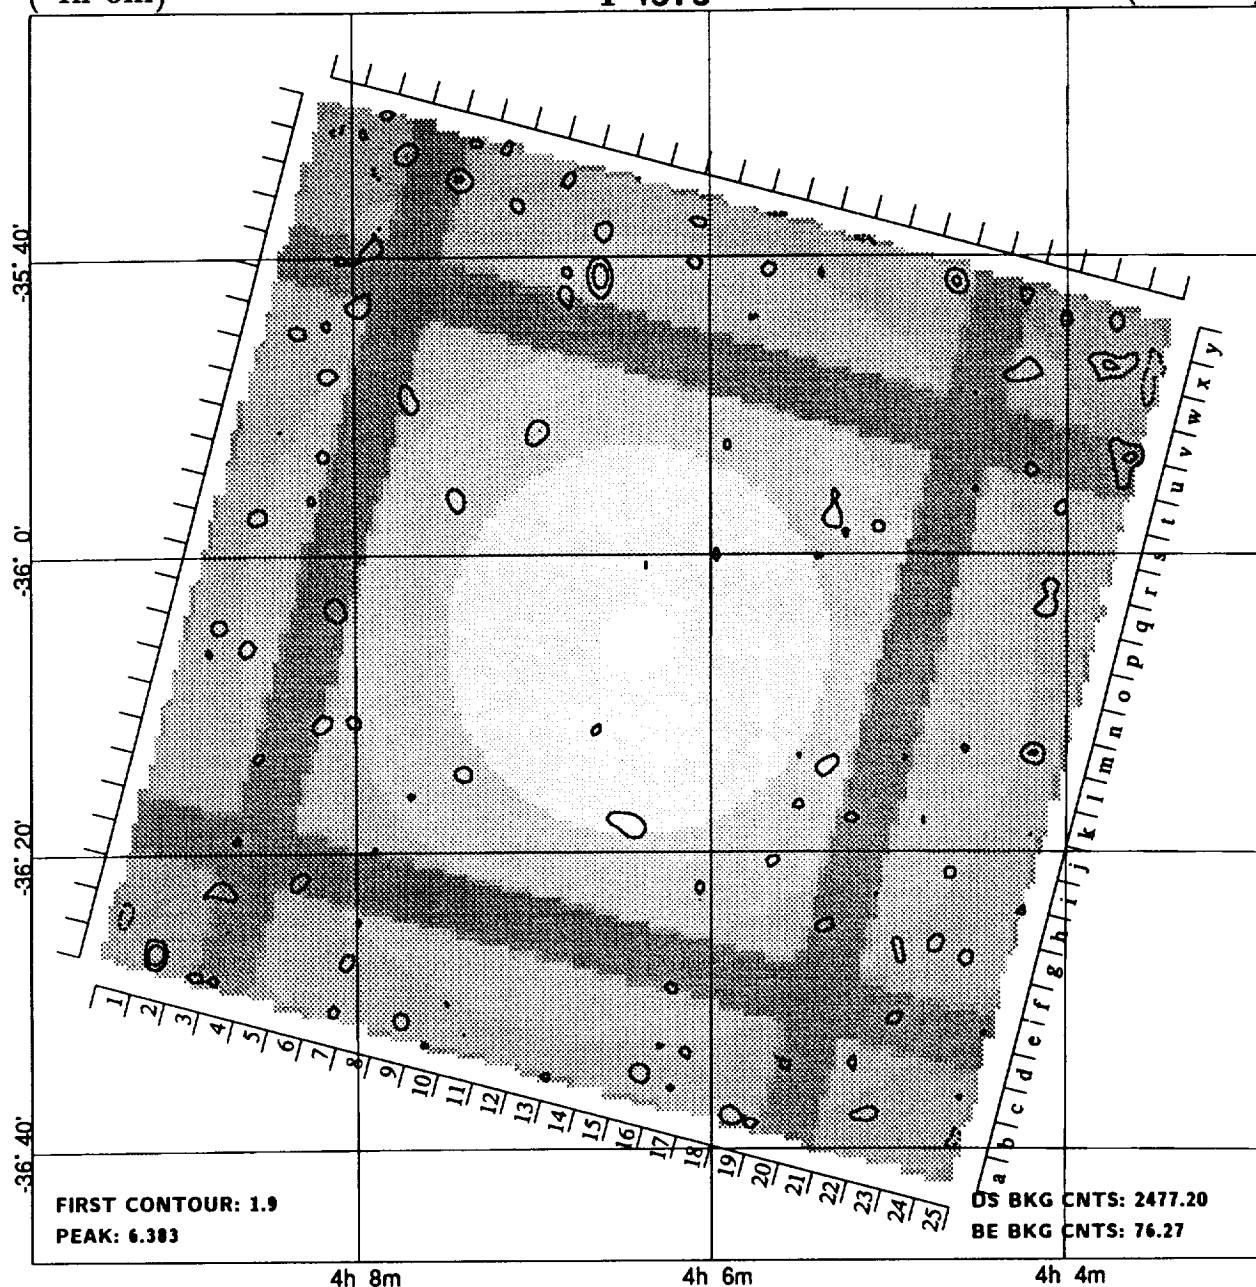 -35° 40'
-36° 0'
-36° 20'
-36° 40'
y
x
w
v
u
t
s
r
q
p
o
n
m
l
k
j
i
h
g
f
e
d
c
b
a
1 2 3 4 5 6 7 8 9 10 11 12 13 14 15 16 17 18 19 20 21 22 23 24 25
FIRST CONTOUR: 1.9
PEAK: 6.383
DS BKG CNTS: 2477.20
BE BKG CNTS: 76.27
4h 8m
4h 6m
4h 4m